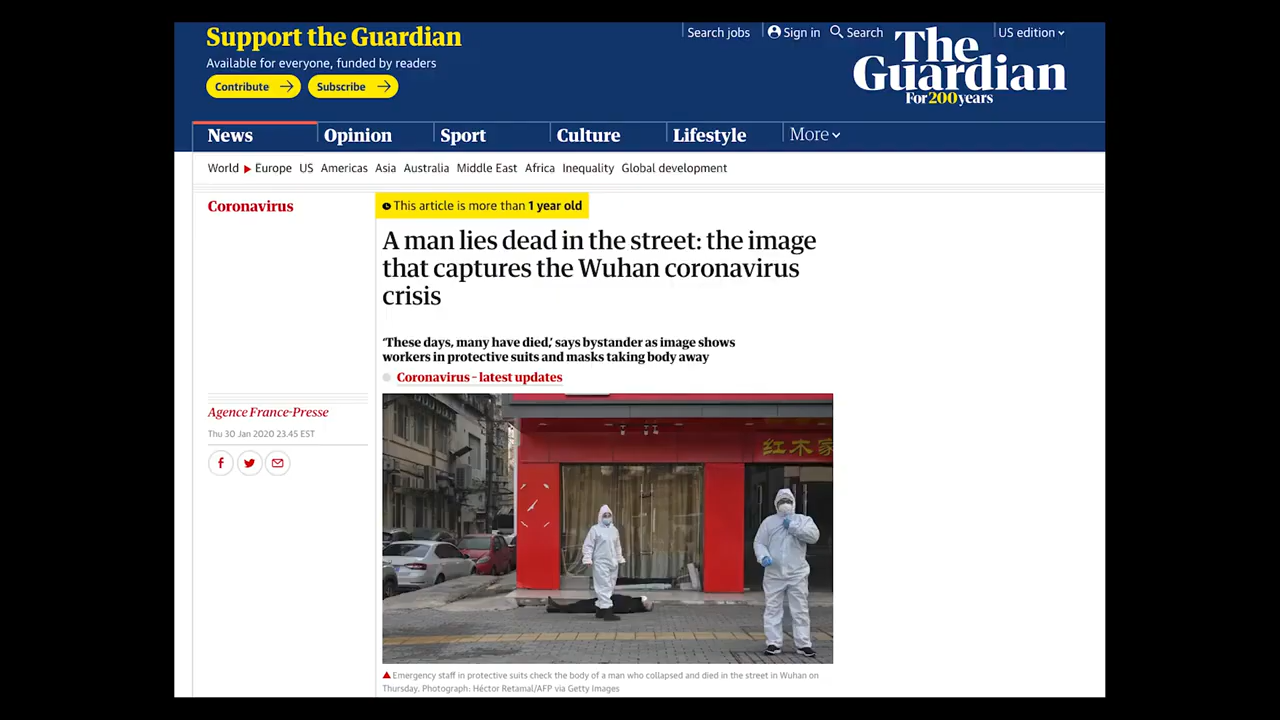 Support the Guardian
Available for everyone, funded by readers
Contribute
Subscribe
Search jobs
Sign in
Search
US edition
The
Guardian
For 200 years
News
Opinion
Sport
Culture
Lifestyle
More
World
Europe
US
Americas
Asia
Australia
Middle East
Africa
Inequality
Global development
Coronavirus
This article is more than 1 year old
A man lies dead in the street: the image
that captures the Wuhan coronavirus
crisis
‘These days, many have died,’ says bystander as image shows
workers in protective suits and masks taking body away
Coronavirus – latest updates
Agence France-Presse
Thu 30 Jan 2020 23.45 EST
红木家
Emergency staff in protective suits check the body of a man who collapsed and died in the street in Wuhan on
Thursday. Photograph: Héctor Retamal/AFP via Getty Images